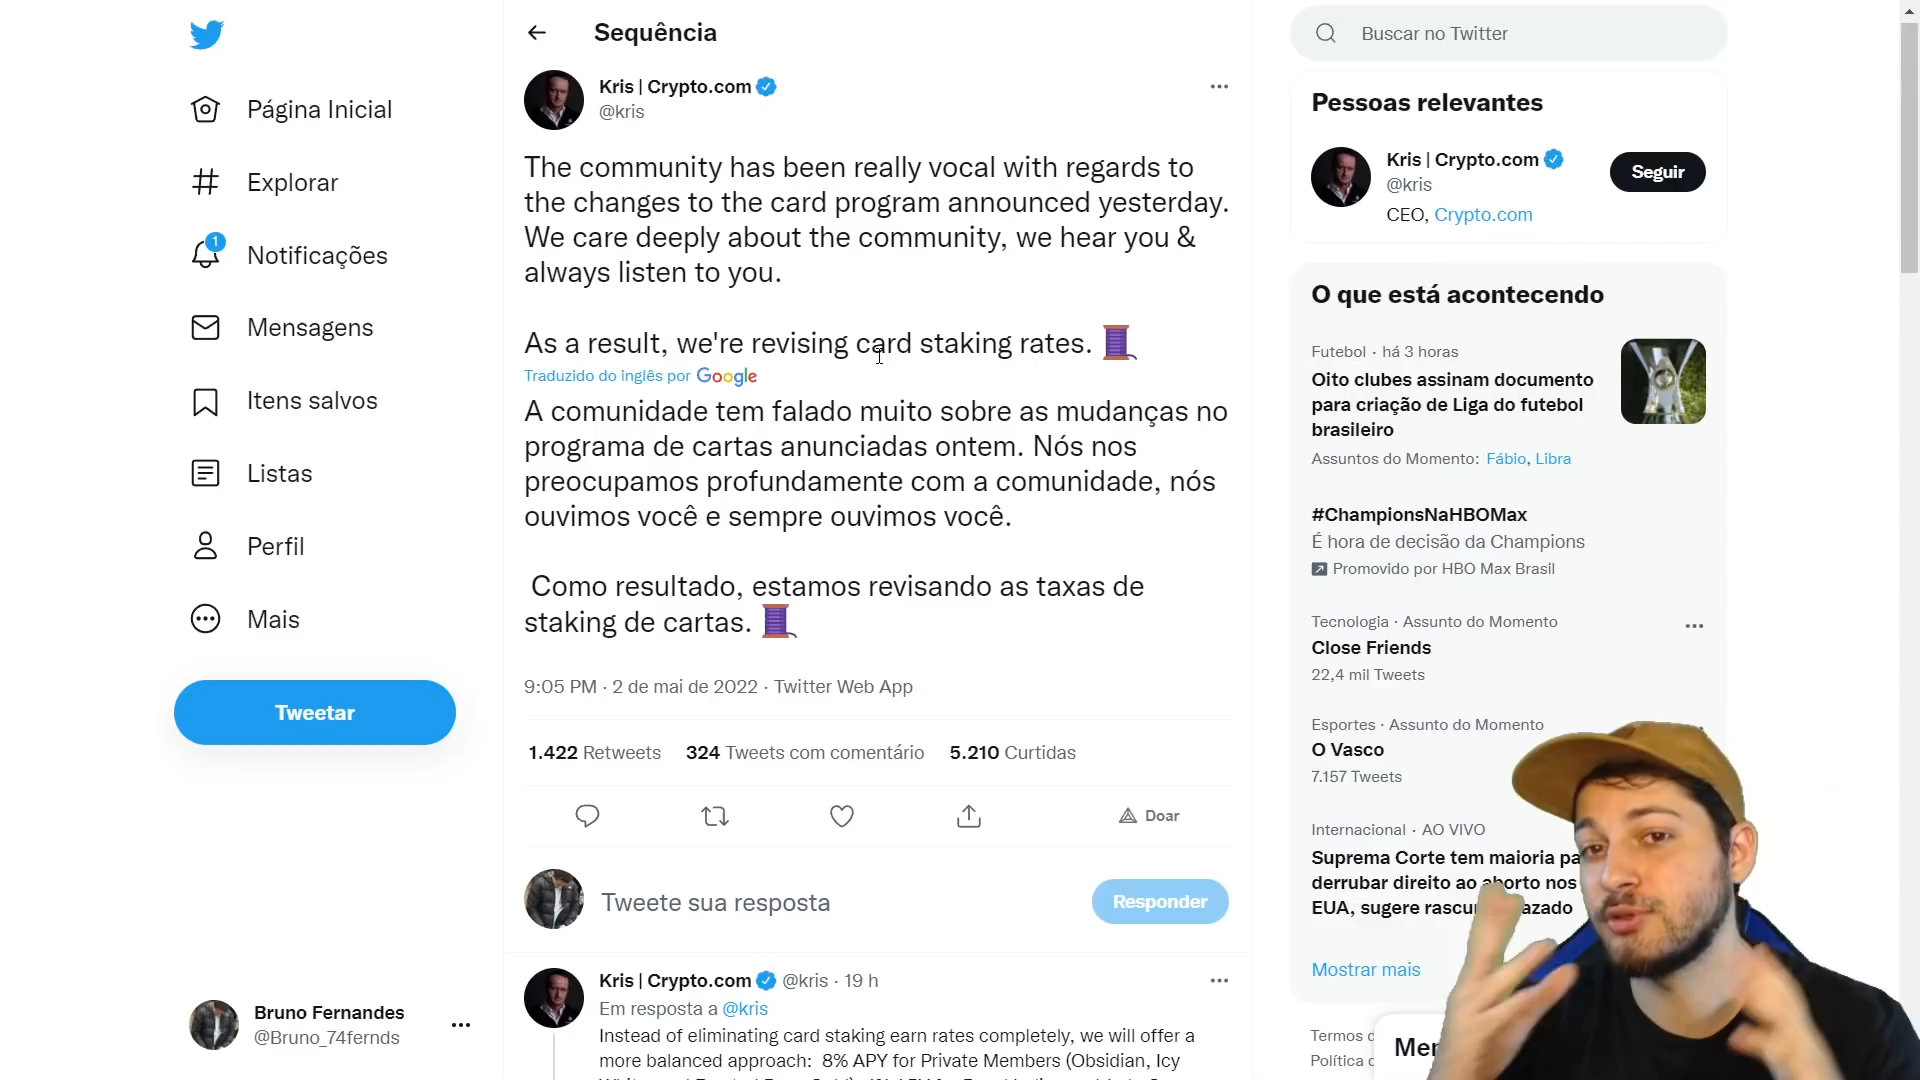 Sequência
Buscar no Twitter
Página Inicial
Explorar
1
Notificações
Mensagens
Itens salvos
Listas
Perfil
Mais
Tweetar
Bruno Fernandes
@Bruno_74fernds
Kris | Crypto.com
@kris
The community has been really vocal with regards to
the changes to the card program announced yesterday.
We care deeply about the community, we hear you &
always listen to you.
As a result, we're revising card staking rates.
Traduzido do inglês por Google
A comunidade tem falado muito sobre as mudanças no
programa de cartas anunciadas ontem. Nós nos
preocupamos profundamente com a comunidade, nós
ouvimos você e sempre ouvimos você.
Como resultado, estamos revisando as taxas de
staking de cartas.
9:05 PM · 2 de mai de 2022 · Twitter Web App
1.422 Retweets 324 Tweets com comentário 5.210 Curtidas
Doar
Tweete sua resposta
Responder
Kris | Crypto.com @kris · 19 h
Em resposta a @kris
Instead of eliminating card staking earn rates completely, we will offer a
more balanced approach: 8% APY for Private Members (Obsidian, Icy
Pessoas relevantes
Kris | Crypto.com
@kris
Seguir
CEO, Crypto.com
O que está acontecendo
Futebol · há 3 horas
Oito clubes assinam documento
para criação de Liga do futebol
brasileiro
Assuntos do Momento: Fábio, Libra
#ChampionsNaHBOMax
É hora de decisão da Champions
Promovido por HBO Max Brasil
Tecnologia · Assunto do Momento
Close Friends
22,4 mil Tweets
Esportes · Assunto do Momento
O Vasco
7.157 Tweets
Internacional · AO VIVO
Suprema Corte tem maioria pa
derrubar direito ao aborto nos
EUA, sugere rascu azado
Mostrar mais
Termos d
Política
Me